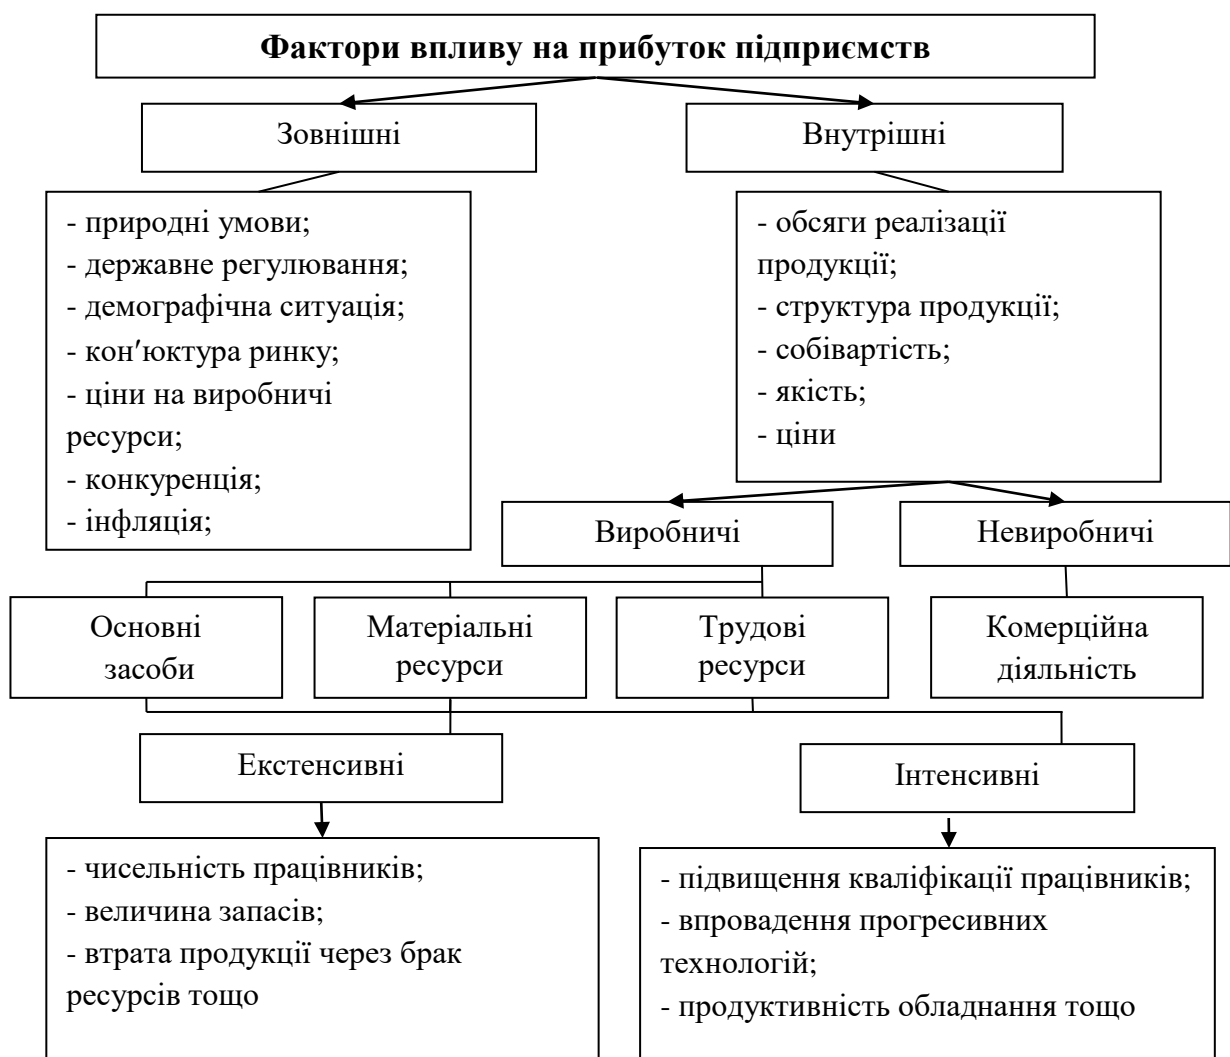 Фактори впливу на прибуток підприємств
Зовнішні
Внутрішні
- природні умови;
- державне регулювання;
- демографічна ситуація;
- кон′юктура ринку;
- ціни на виробничі
ресурси;
- конкуренція;
- інфляція;
- обсяги реалізації
продукції;
- структура продукції;
- собівартість;
- якість;
- ціни
Виробничі
Невиробничі
Основні
засоби
Матеріальні
ресурси
Трудові
ресурси
Комерційна
діяльність
Екстенсивні
Інтенсивні
- чисельність працівників;
- величина запасів;
- втрата продукції через брак
ресурсів тощо
- підвищення кваліфікації працівників;
- впровадення прогресивних
технологій;
- продуктивність обладнання тощо